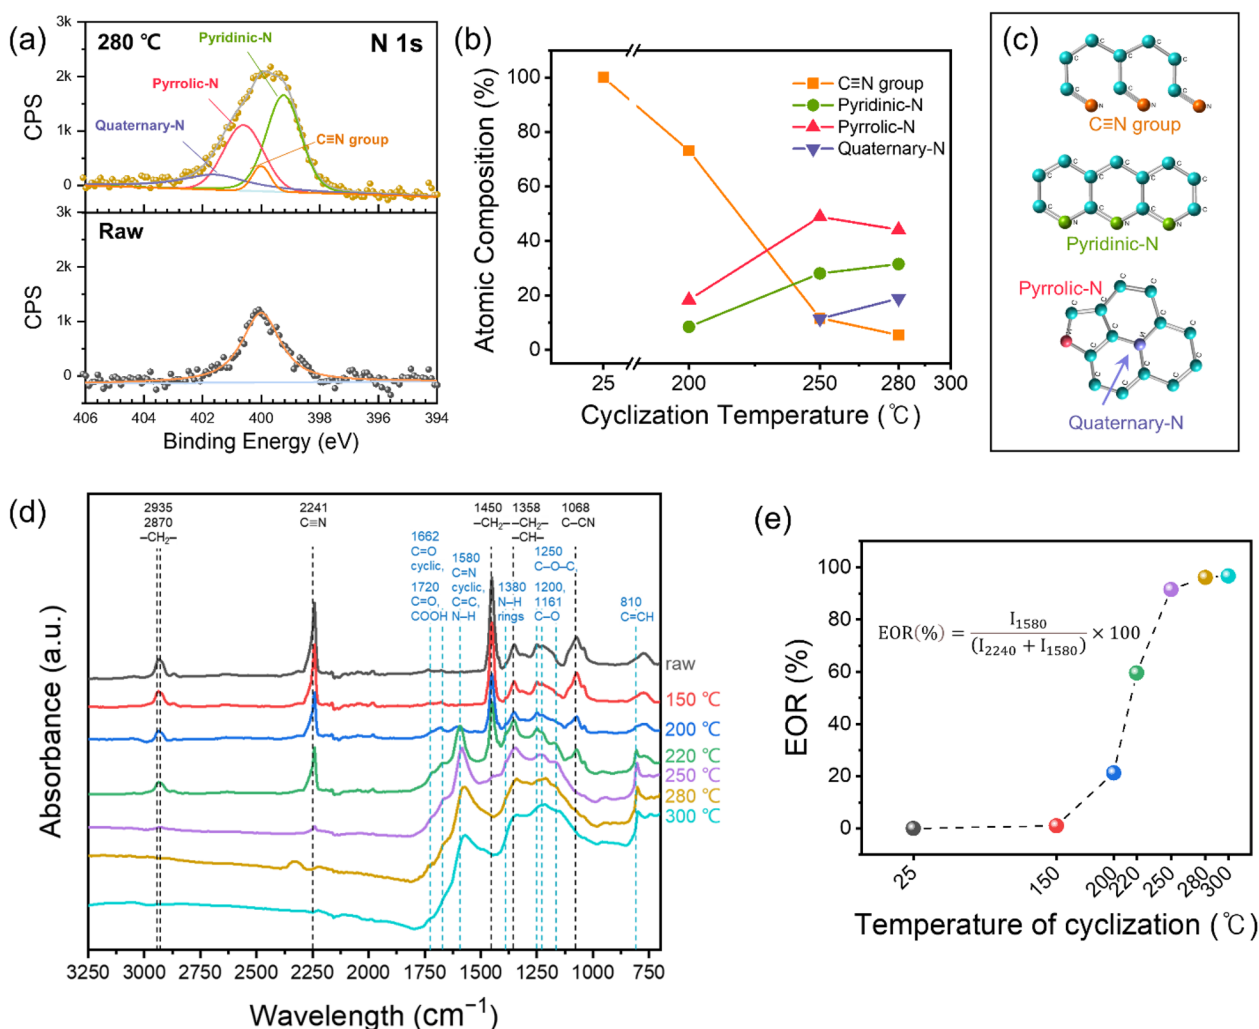 (a)
280 ℃
N 1s
Pyridinic-N
Pyrrolic-N
Quaternary-N
C≡N group
CPS
3k
2k
1k
0
Raw
CPS
3k
2k
1k
0
406 404 402 400 398 396 394
Binding Energy (eV)
(b)
Atomic Composition (%)
100
80
60
40
20
0
C≡N group
Pyridinic-N
Pyrrolic-N
Quaternary-N
25 200 250 280 300
Cyclization Temperature (℃)
(c)
C≡N group
Pyridinic-N
Pyrrolic-N
Quaternary-N
(d)
2935
2870
–CH₂–
2241
C≡N
1450
–CH₂–
1358
–CH₂–
–CH–
1068
C–CN
1662
C=O
cyclic,
1720
C=O,
COOH
1580
C=N
cyclic,
C=C,
N–H
1380
N–H
rings
1250
C–O–C,
1200,
1161
C–O
810
C=CH
raw
150 ℃
200 ℃
220 ℃
250 ℃
280 ℃
300 ℃
Absorbance (a.u.)
3250 3000 2750 2500 2250 2000 1750 1500 1250 1000 750
Wavelength (cm⁻¹)
(e)
EOR (%)
100
80
60
40
20
0
EOR(%) = I₁₅₈₀ / (I₂₂₄₀ + I₁₅₈₀) × 100
25 150 200 220 250 280 300
Temperature of cyclization (℃)